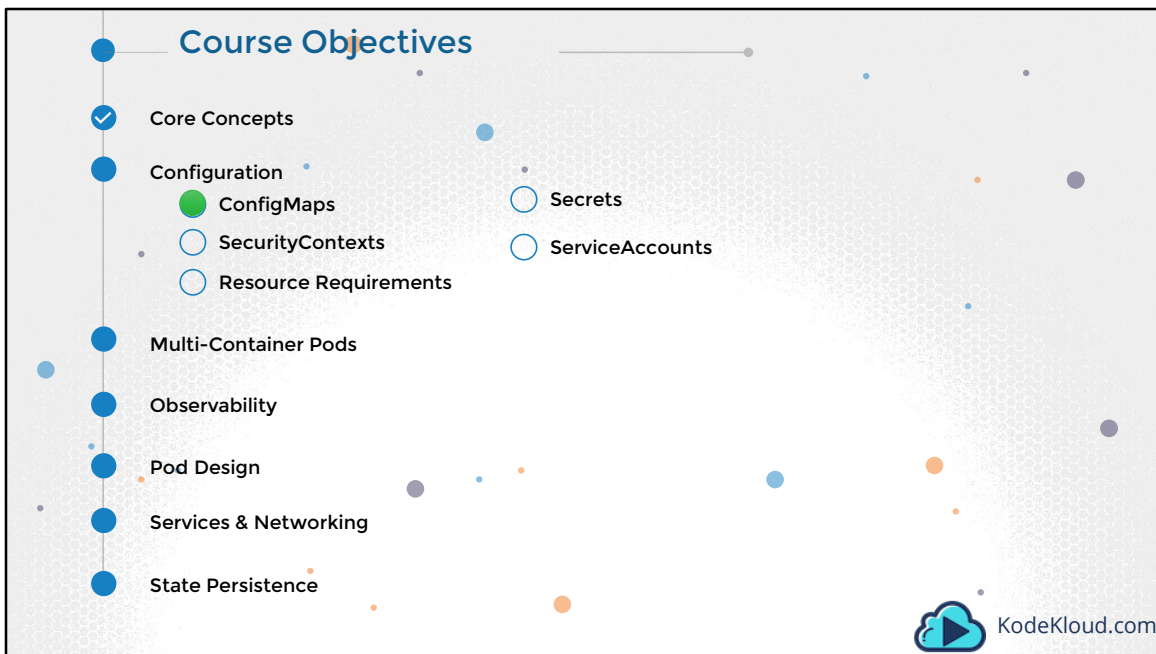 Course Objectives
Core Concepts
Configuration
ConfigMaps
SecurityContexts
Resource Requirements
Secrets
ServiceAccounts
Multi-Container Pods
Observability
Pod Design
Services & Networking
State Persistence
KodeKloud.com